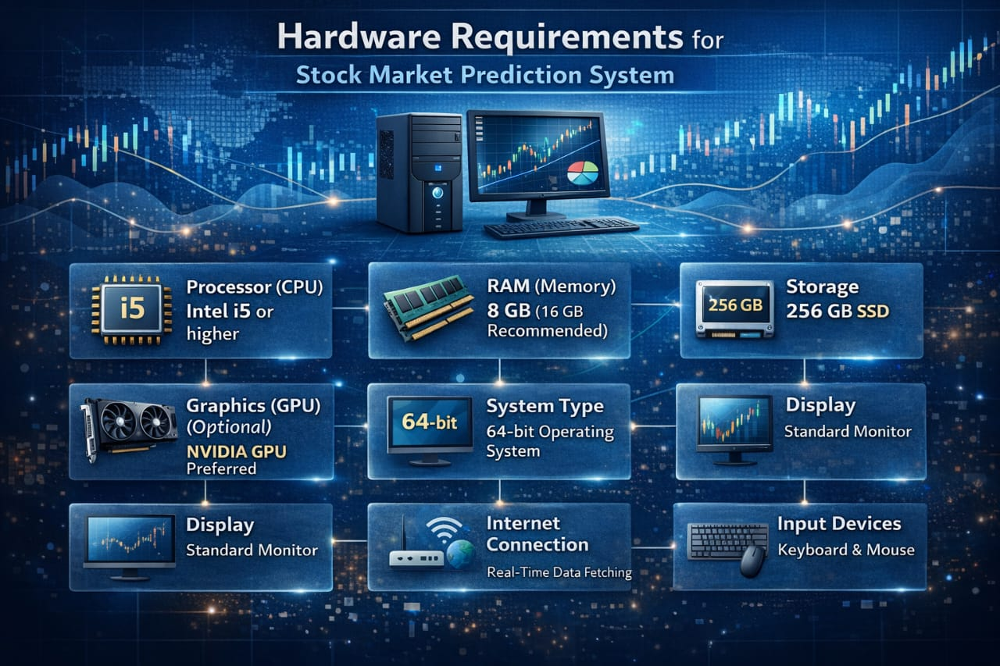 Hardware Requirements for
Stock Market Prediction System
i5
Processor (CPU)
Intel i5 or
higher
RAM (Memory)
8 GB (16 GB
Recommended)
256 GB
Storage
256 GB SSD
Graphics (GPU)
(Optional)
NVIDIA GPU
Preferred
64-bit
System Type
64-bit Operating
System
Display
Standard Monitor
Display
Standard Monitor
Internet
Connection
Real-Time Data Fetching
Input Devices
Keyboard & Mouse